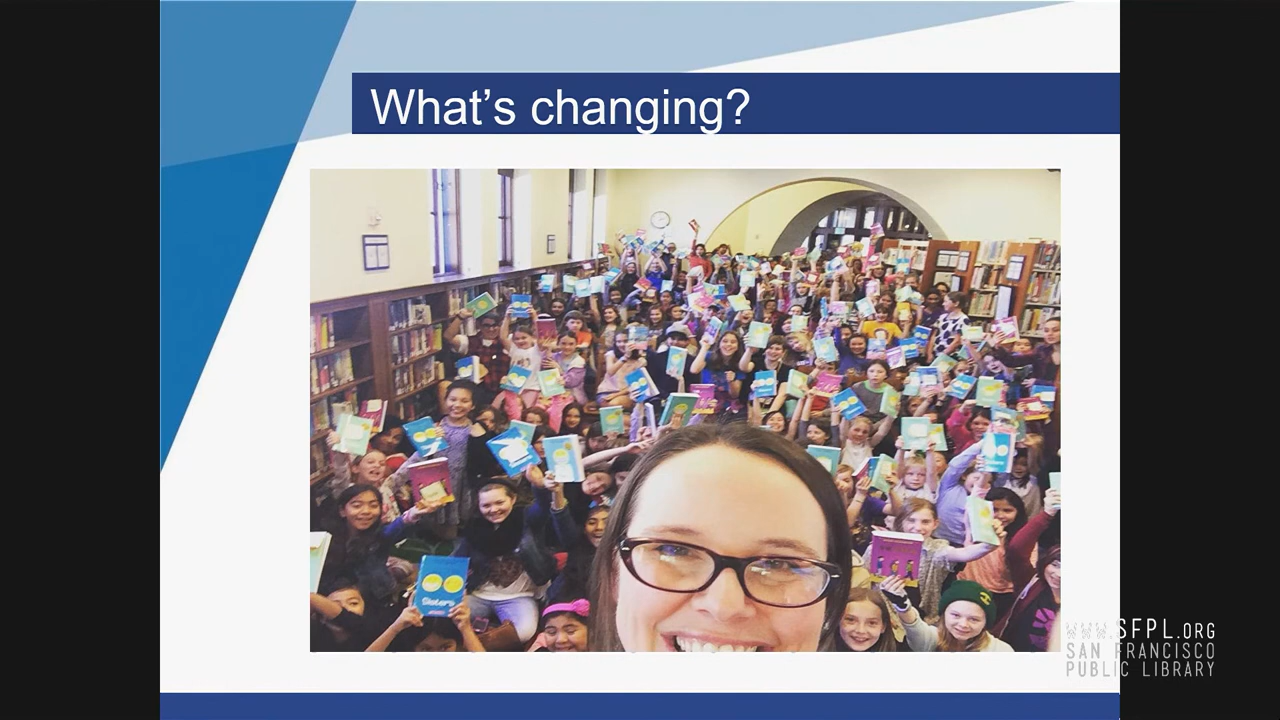 What's changing?
Sisters
www.SFPL.ORG
SAN FRANCISCO
PUBLIC LIBRARY